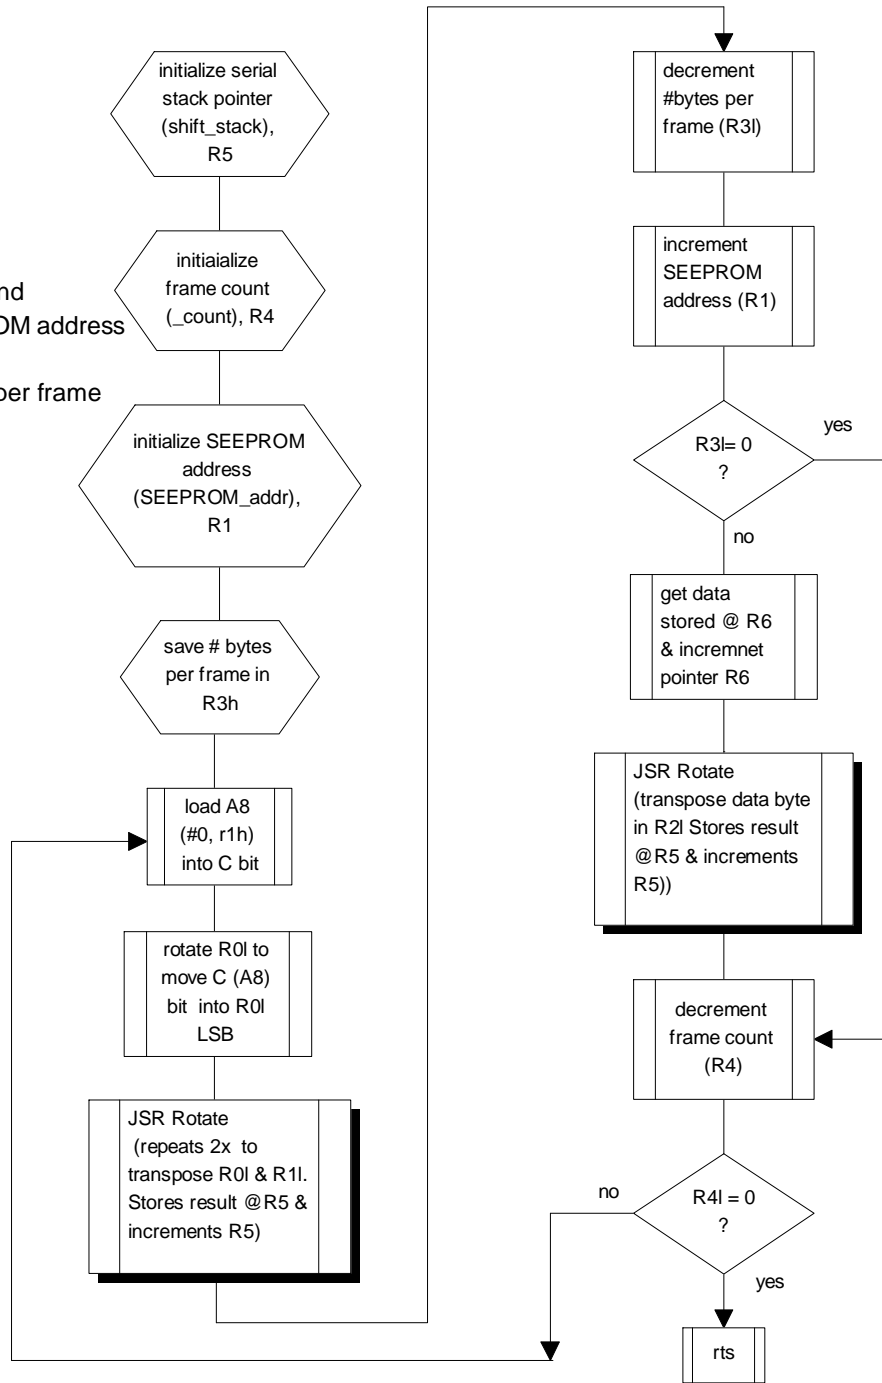 initialize serial
stack pointer
(shift_stack),
R5
initiaialize
frame count
(_count), R4
nd
OM address
per frame
initialize SEEPROM
address
(SEEPROM_addr),
R1
save # bytes
per frame in
R3h
load A8
(#0, r1h)
into C bit
rotate R0l to
move C (A8)
bit into R0l
LSB
JSR Rotate
(repeats 2x to
transpose R0l & R1l.
Stores result @R5 &
increments R5)
decrement
#bytes per
frame (R3l)
increment
SEEPROM
address (R1)
R3l= 0
?
yes
no
get data
stored @ R6
& incremnet
pointer R6
JSR Rotate
(transpose data byte
in R2l Stores result
@R5 & increments
R5))
decrement
frame count
(R4)
R4l = 0
?
no
yes
rts